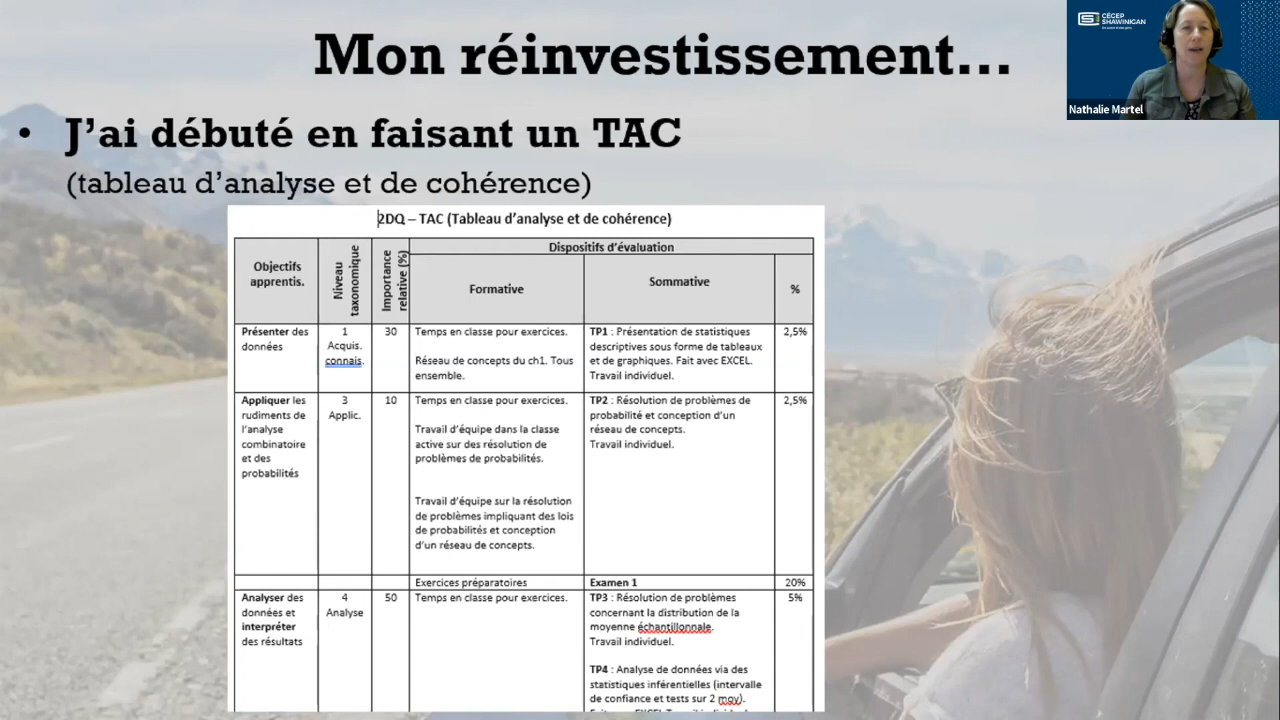 Mon réinvestissement...
CÉGEP
SHAWINIGAN
Nathalie Martel
• J'ai débuté en faisant un TAC
(tableau d'analyse et de cohérence)
2DQ – TAC (Tableau d'analyse et de cohérence)
Objectifs
apprentis.
Niveau
taxonomique
Importance
relative (%)
Dispositifs d'évaluation
Formative
Sommative
%
Présenter des
données
1
Acquis.
connais.
30
Temps en classe pour exercices.
Réseau de concepts du ch1. Tous
ensemble.
TP1 : Présentation de statistiques
descriptives sous forme de tableaux
et de graphiques. Fait avec EXCEL.
Travail individuel.
2,5%
Appliquer les
rudiments de
l'analyse
combinatoire
et des
probabilités
3
Applic.
10
Temps en classe pour exercices.
Travail d'équipe dans la classe
active sur des résolution de
problèmes de probabilités.
Travail d'équipe sur la résolution
de problèmes impliquant des lois
de probabilités et conception
d'un réseau de concepts.
TP2 : Résolution de problèmes de
probabilité et conception d'un
réseau de concepts.
Travail individuel.
2,5%
Exercices préparatoires
Examen 1
20%
Analyser des
données et
interpréter
des résultats
4
Analyse
50
Temps en classe pour exercices.
TP3 : Résolution de problèmes
concernant la distribution de la
moyenne échantillonnale.
Travail individuel.
5%
TP4 : Analyse de données via des
statistiques inférentielles (intervalle
de confiance et tests sur 2 moy).